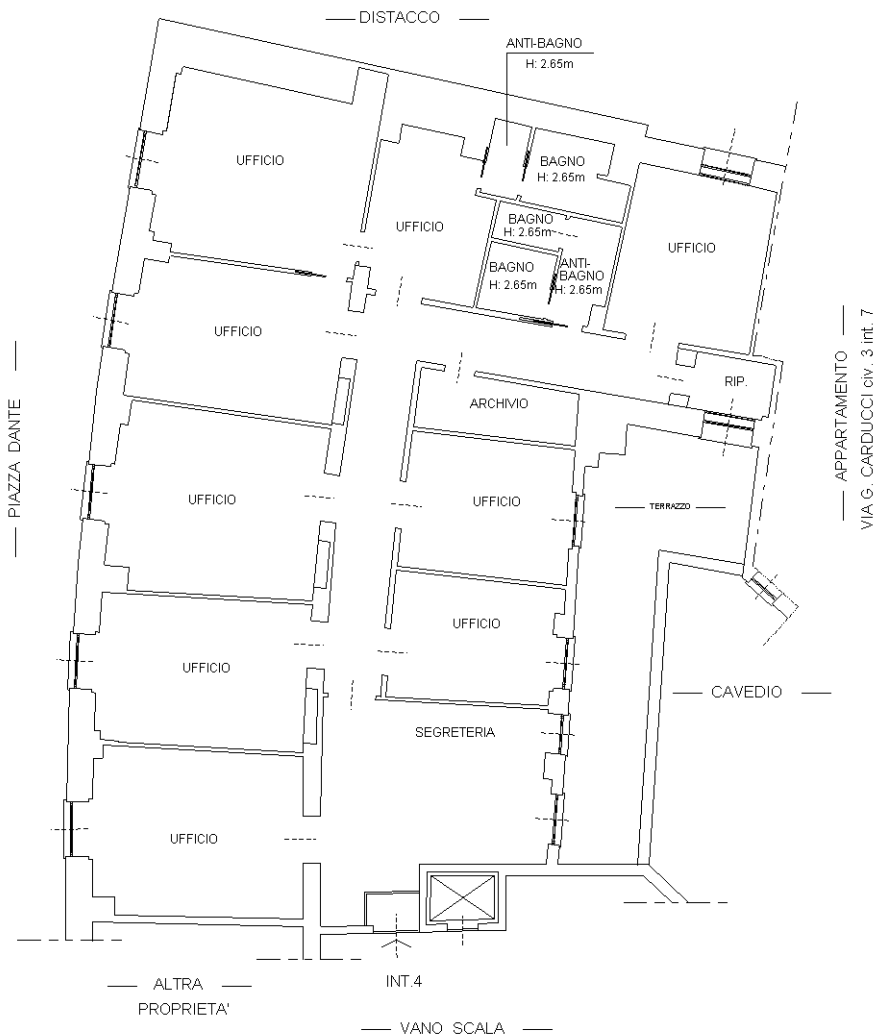 DISTACCO
ANTI-BAGNO
H: 2.65m
UFFICIO
BAGNO
H: 2.65m
UFFICIO
BAGNO
H: 2.65m
UFFICIO
BAGNO
H: 2.65m
ANTI-
BAGNO
H: 2.65m
UFFICIO
RIP.
ARCHIVIO
PIAZZA DANTE
APPARTAMENTO
VIA G. CARDUCCI civ. 3 int. 7
UFFICIO
UFFICIO
TERRAZZO
UFFICIO
UFFICIO
CAVEDIO
SEGRETERIA
UFFICIO
INT.4
ALTRA
PROPRIETA'
VANO SCALA